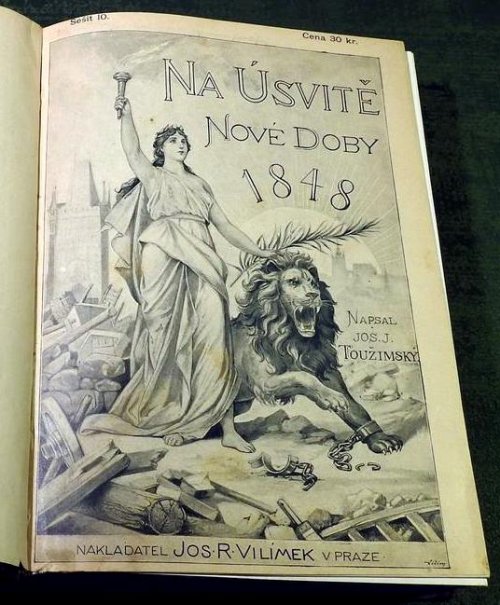 Sešit 10.
Cena 30 kr.
NA ÚSVITĚ
NOVÉ DOBY
1848
NAPSAL
JOS. J.
TOUŽIMSKÝ
NAKLADATEL JOS·R·VILÍMEK V PRAZE·